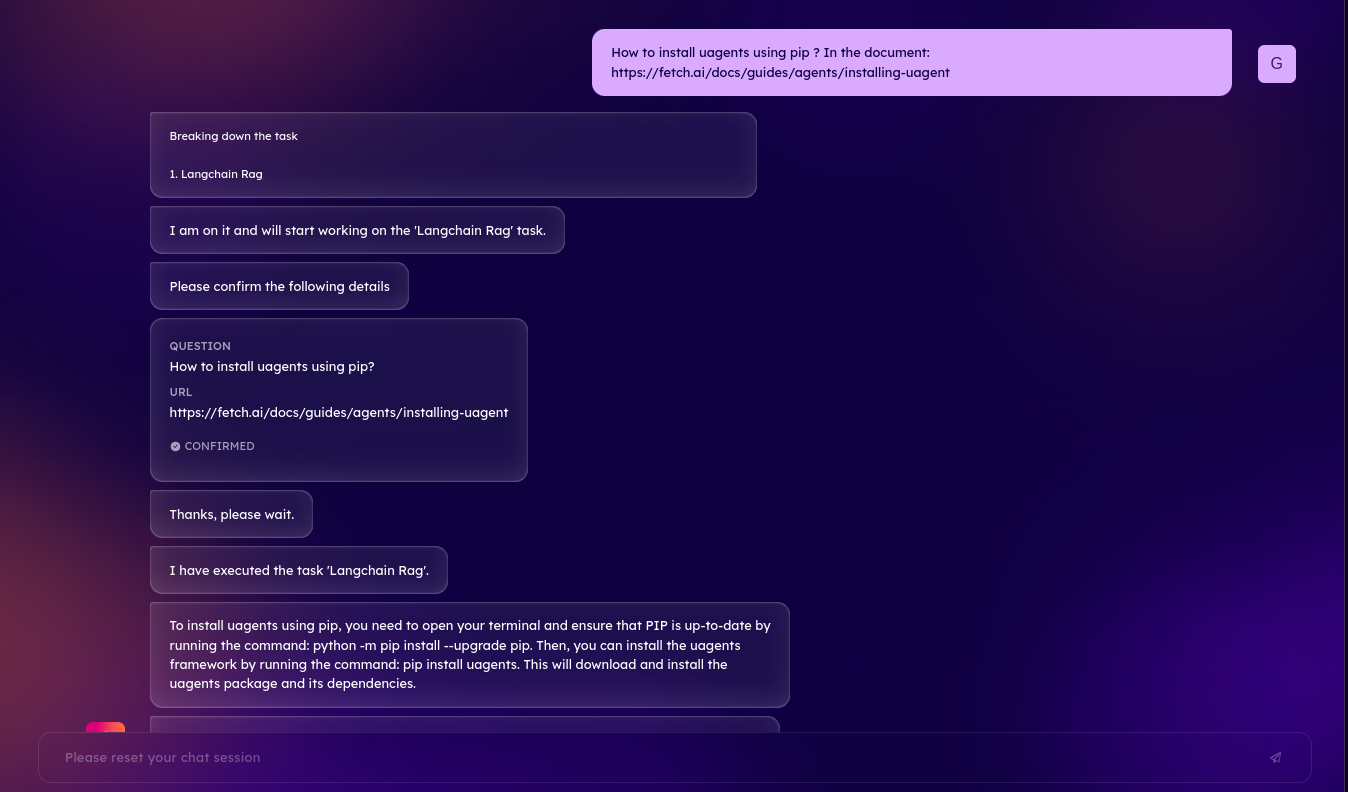 How to install uagents using pip ? In the document:
https://fetch.ai/docs/guides/agents/installing-uagent
G
Breaking down the task
1. Langchain Rag
I am on it and will start working on the 'Langchain Rag' task.
Please confirm the following details
QUESTION
How to install uagents using pip?
URL
https://fetch.ai/docs/guides/agents/installing-uagent
CONFIRMED
Thanks, please wait.
I have executed the task 'Langchain Rag'.
To install uagents using pip, you need to open your terminal and ensure that PIP is up-to-date by
running the command: python -m pip install --upgrade pip. Then, you can install the uagents
framework by running the command: pip install uagents. This will download and install the
uagents package and its dependencies.
Please reset your chat session